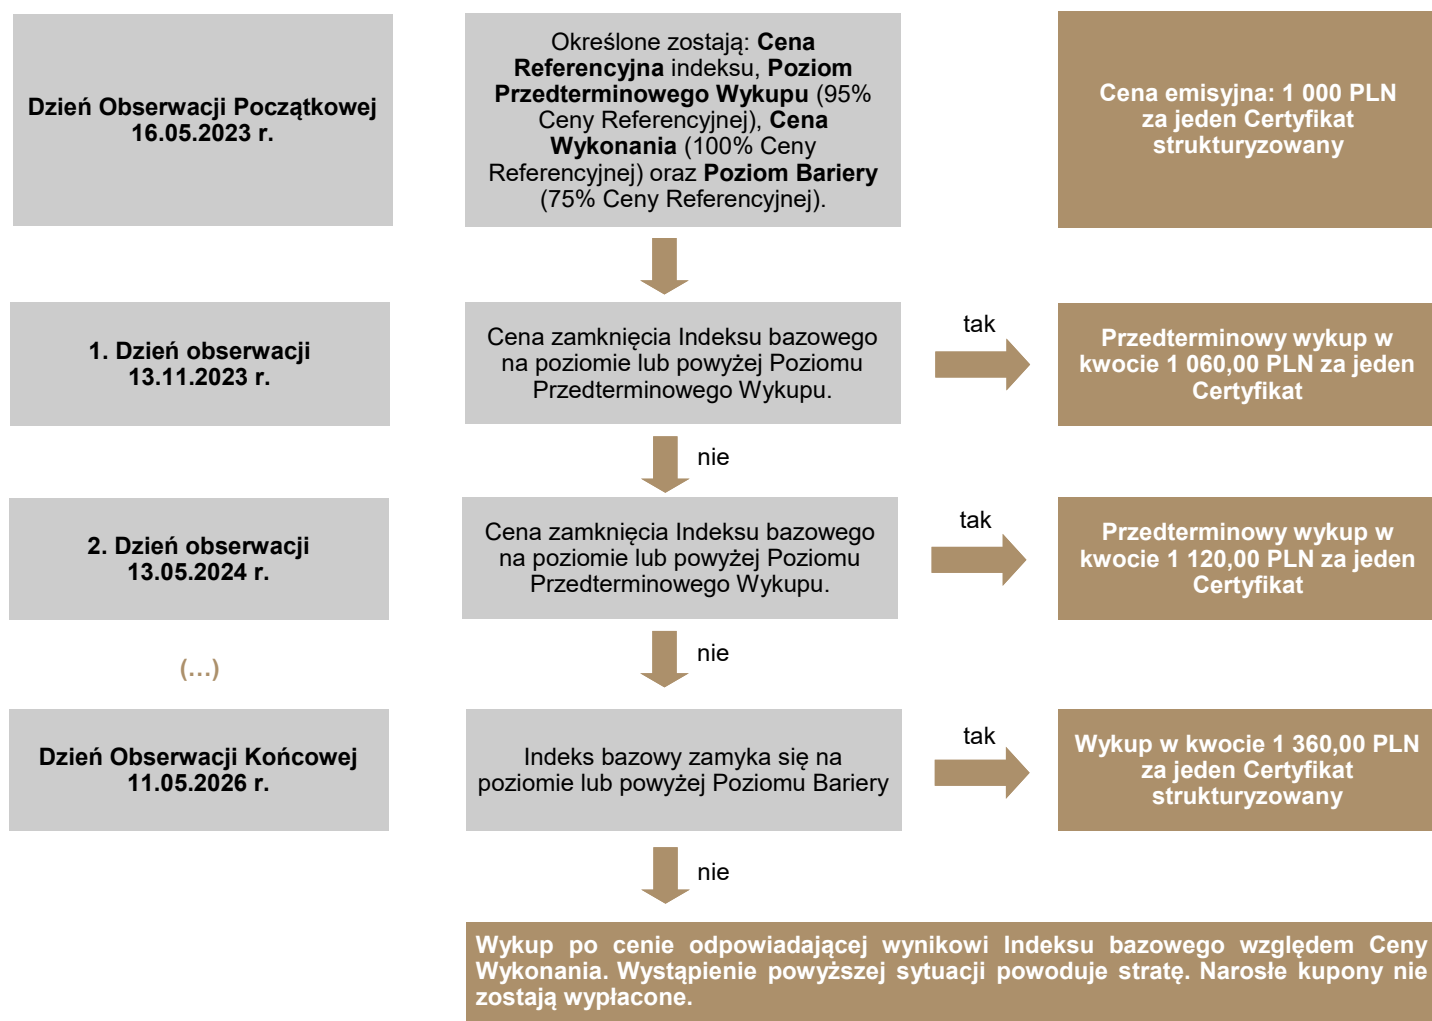 Dzień Obserwacji Początkowej
16.05.2023 r.
Określone zostają: Cena
Referencyjna indeksu, Poziom
Przedterminowego Wykupu (95%
Ceny Referencyjnej), Cena
Wykonania (100% Ceny
Referencyjnej) oraz Poziom Bariery
(75% Ceny Referencyjnej).
Cena emisyjna: 1 000 PLN
za jeden Certyfikat
strukturyzowany
1. Dzień obserwacji
13.11.2023 r.
Cena zamknięcia Indeksu bazowego
na poziomie lub powyżej Poziomu
Przedterminowego Wykupu.
tak
Przedterminowy wykup w
kwocie 1 060,00 PLN za jeden
Certyfikat
nie
2. Dzień obserwacji
13.05.2024 r.
Cena zamknięcia Indeksu bazowego
na poziomie lub powyżej Poziomu
Przedterminowego Wykupu.
tak
Przedterminowy wykup w
kwocie 1 120,00 PLN za jeden
Certyfikat
nie
(…)
Dzień Obserwacji Końcowej
11.05.2026 r.
Indeks bazowy zamyka się na
poziomie lub powyżej Poziomu Bariery
tak
Wykup w kwocie 1 360,00 PLN
za jeden Certyfikat
strukturyzowany
nie
Wykup po cenie odpowiadającej wynikowi Indeksu bazowego względem Ceny
Wykonania. Wystąpienie powyższej sytuacji powoduje stratę. Narosłe kupony nie
zostają wypłacone.